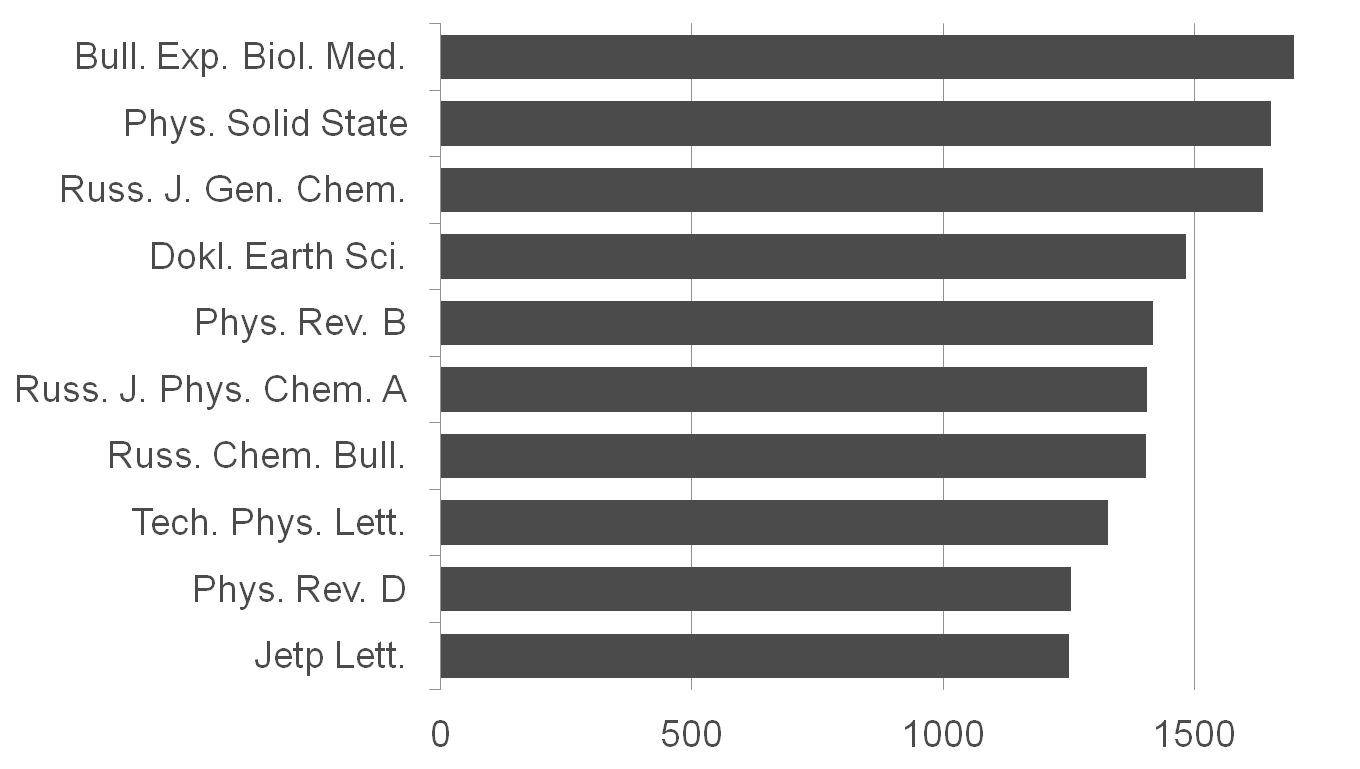 Bull. Exp. Biol. Med.
Phys. Solid State
Russ. J. Gen. Chem.
Dokl. Earth Sci.
Phys. Rev. B
Russ. J. Phys. Chem. A
Russ. Chem. Bull.
Tech. Phys. Lett.
Phys. Rev. D
Jetp Lett.
0 500 1000 1500